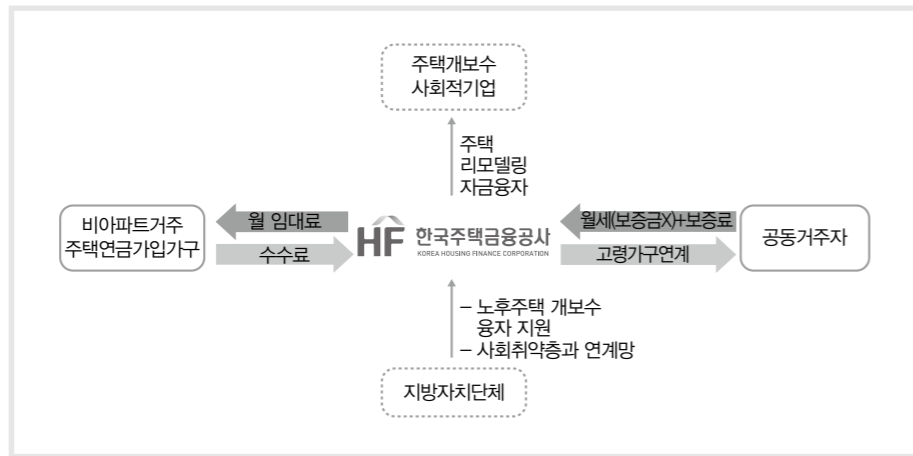 주택개보수
사회적기업
주택
리모델링
자금융자
비아파트거주
주택연금가입가구
월 임대료
수수료
HF 한국주택금융공사
KOREA HOUSING FINANCE CORPORATION
월세(보증금X)+보증료
고령가구연계
공동거주자
– 노후주택 개보수
융자 지원
– 사회취약층과 연계망
지방자치단체